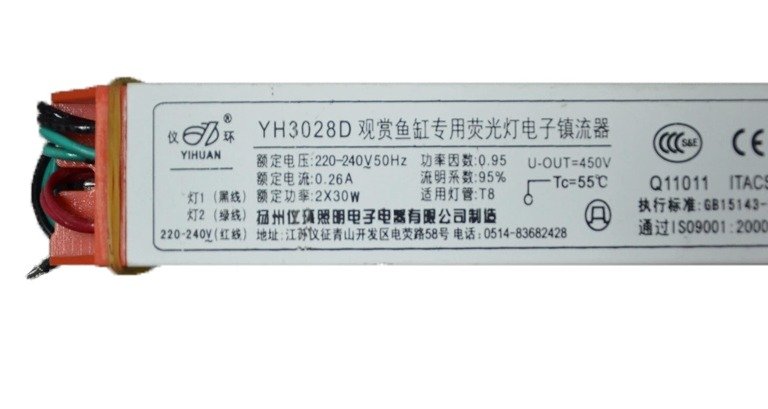 仪环®
YIHUAN
YH3028D 观赏鱼缸专用荧光灯电子镇流器
额定电压:220-240V50Hz 功率因数:0.95 U-OUT=450V
额定电流:0.26A 流明系数:95% Tc=55℃
灯1 (黑线) 额定功率:2X30W 适用灯管:T8
灯2 (绿线) 扬州仪环照明电子电器有限公司制造
220-240V(红线) 地址:江苏仪征青山开发区电荧路58号 电话:0514-83682428
CCC S&E CE
Q11011 ITACS
执行标准:GB15143-
通过ISO9001:2000